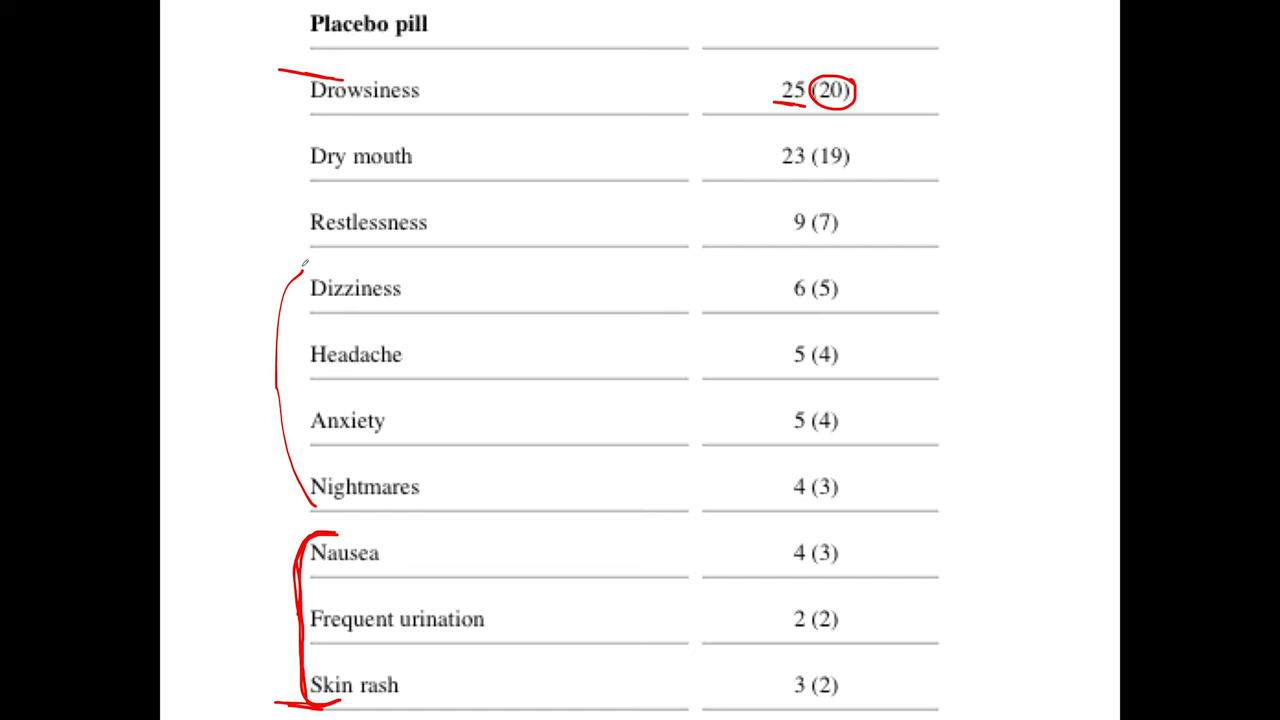 Placebo pill
Drowsiness 25 (20)
Dry mouth 23 (19)
Restlessness 9 (7)
Dizziness 6 (5)
Headache 5 (4)
Anxiety 5 (4)
Nightmares 4 (3)
Nausea 4 (3)
Frequent urination 2 (2)
Skin rash 3 (2)